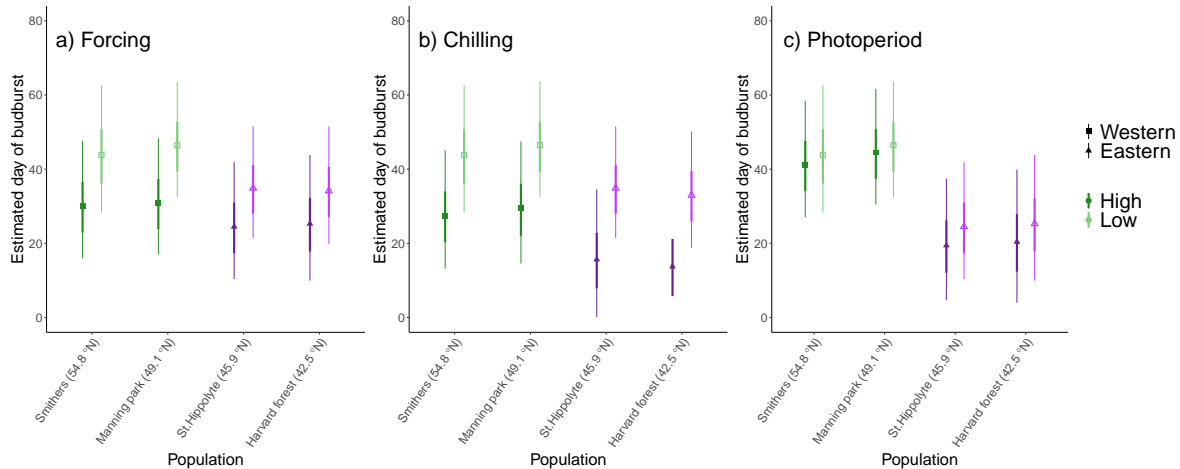 a) Forcing
Estimated day of budburst
80
60
40
20
0
Smithers (54.8 °N)
Manning park (49.1 °N)
St.Hippolyte (45.9 °N)
Harvard forest (42.5 °N)
Population
b) Chilling
Estimated day of budburst
80
60
40
20
0
Smithers (54.8 °N)
Manning park (49.1 °N)
St.Hippolyte (45.9 °N)
Harvard forest (42.5 °N)
Population
c) Photoperiod
Estimated day of budburst
80
60
40
20
0
Smithers (54.8 °N)
Manning park (49.1 °N)
St.Hippolyte (45.9 °N)
Harvard forest (42.5 °N)
Population
Western
Eastern
High
Low